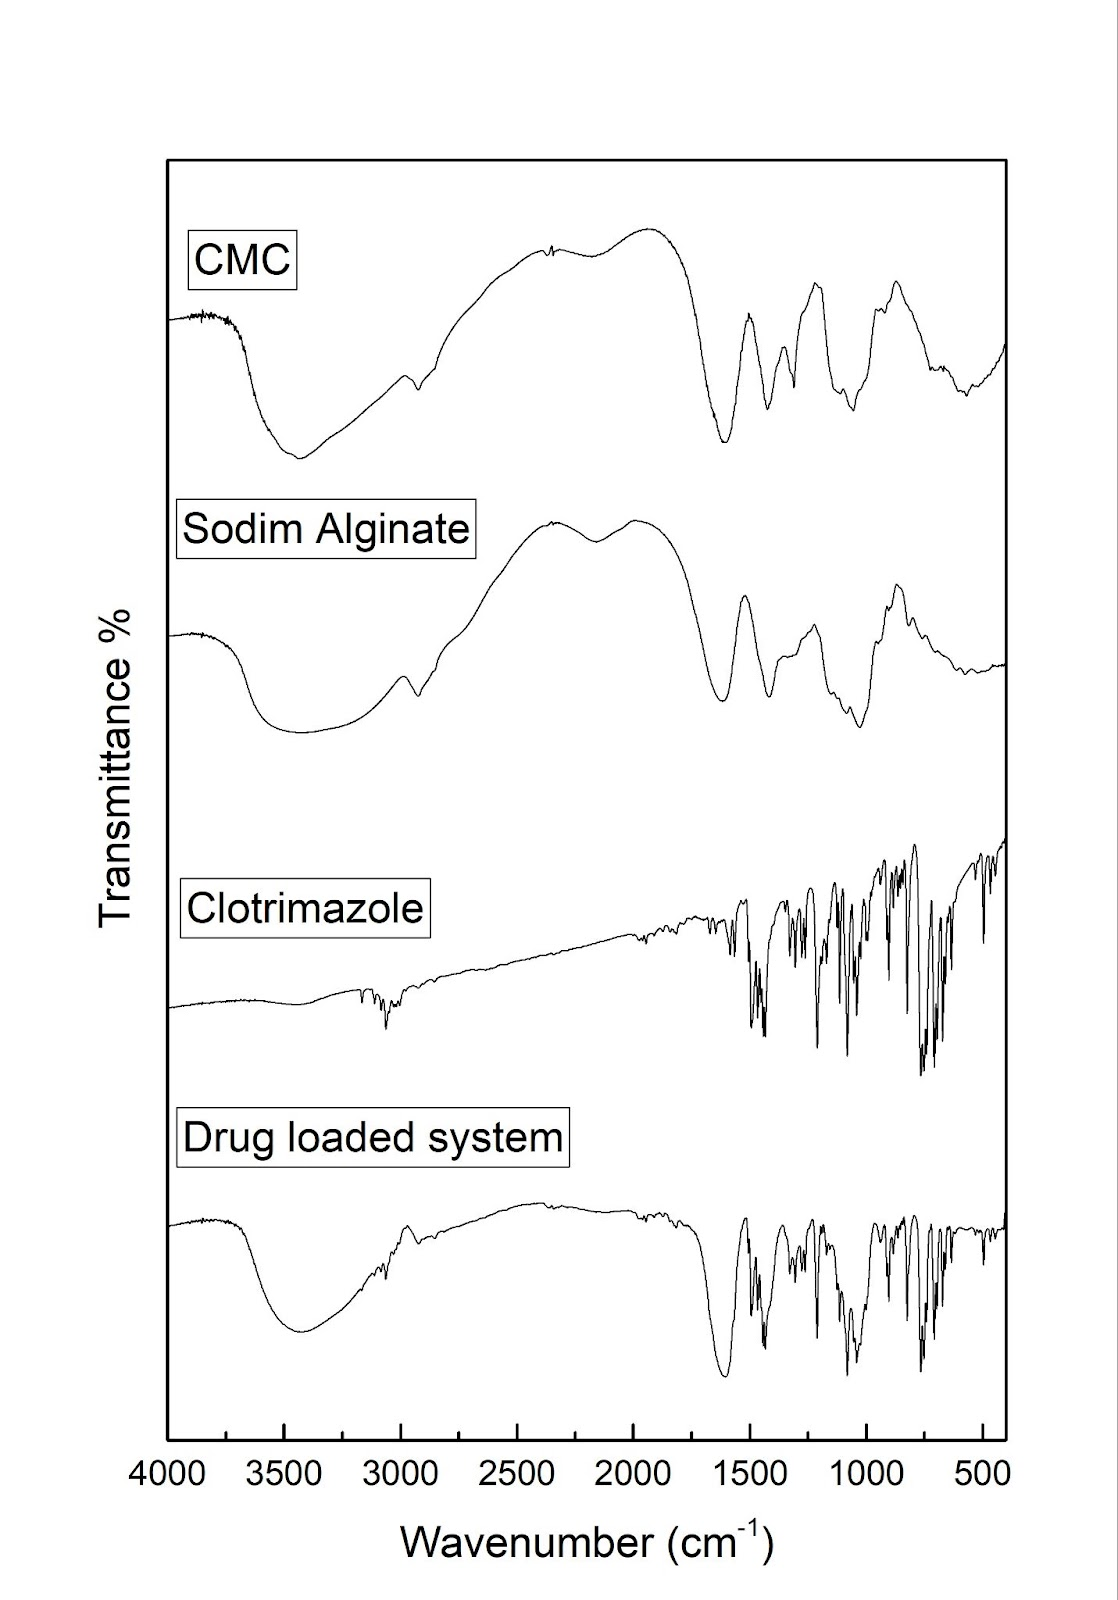 CMC
Sodim Alginate
Clotrimazole
Drug loaded system
Transmittance %
4000 3500 3000 2500 2000 1500 1000 500
Wavenumber (cm⁻¹)